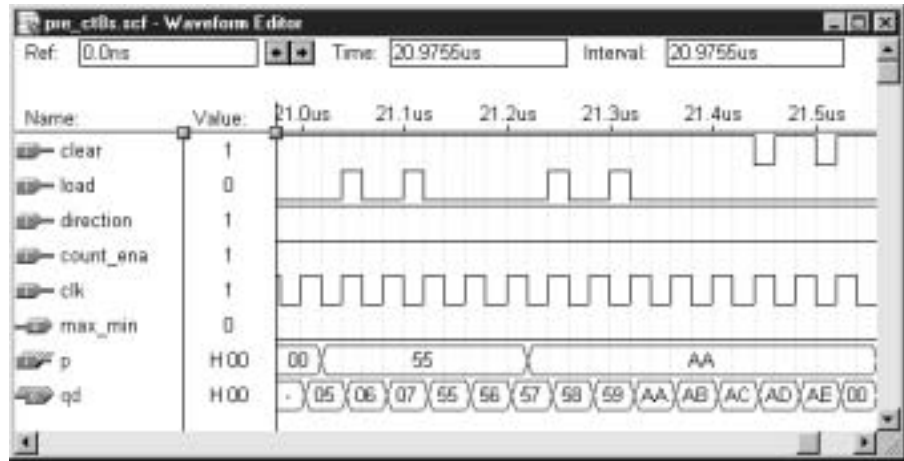 pre_ct8s.scf - Waveform Editor
Ref: 0.0ns Time: 20.9755us Interval: 20.9755us
Name: Value: 21.0us 21.1us 21.2us 21.3us 21.4us 21.5us
clear 1
load 0
direction 1
count_ena 1
clk 1
max_min 0
p H 00 00 55 AA
qd H 00 - 05 06 07 55 56 57 58 59 AA AB AC AD AE 00